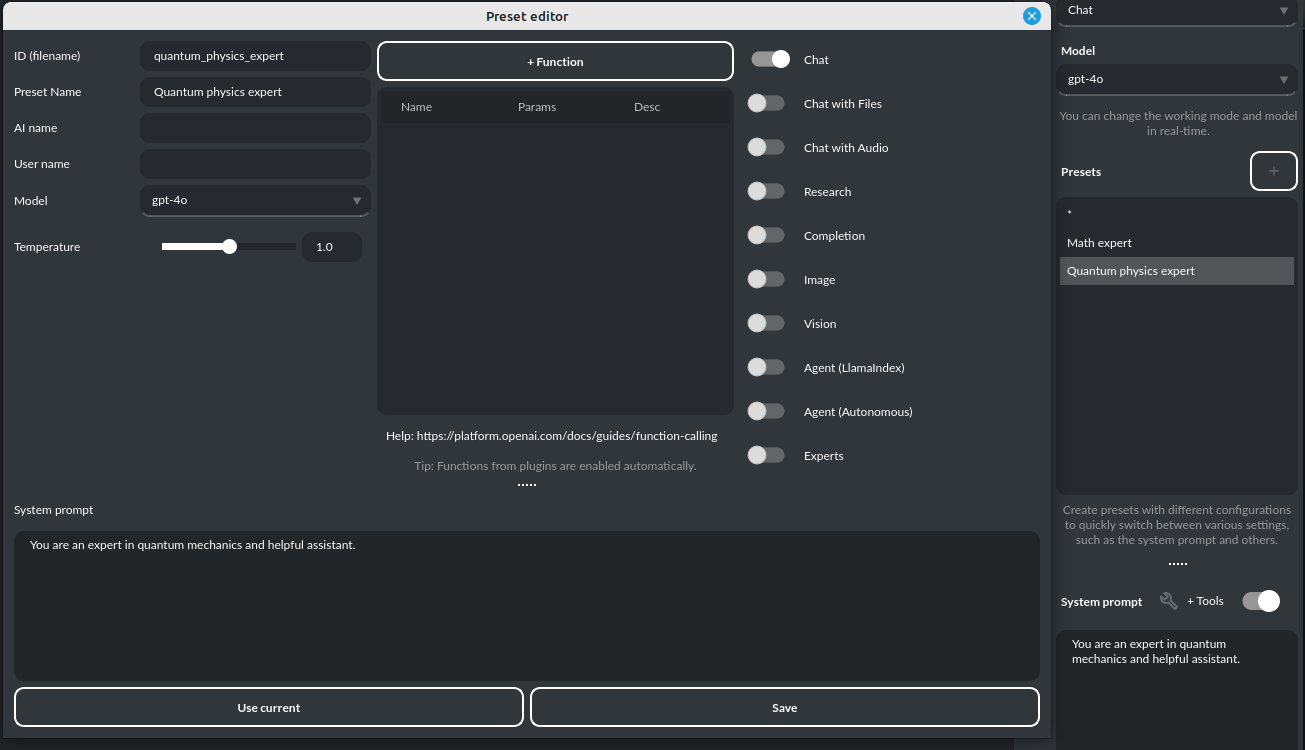 Preset editor
ID (filename)
quantum_physics_expert
Preset Name
Quantum physics expert
AI name
User name
Model
gpt-4o
Temperature
1.0
+ Function
Name Params Desc
Help: https://platform.openai.com/docs/guides/function-calling
Tip: Functions from plugins are enabled automatically.
Chat
Chat with Files
Chat with Audio
Research
Completion
Image
Vision
Agent (LlamaIndex)
Agent (Autonomous)
Experts
System prompt
You are an expert in quantum mechanics and helpful assistant.
Use current
Save
Chat
Model
gpt-4o
You can change the working mode and model
in real-time.
Presets
+
*
Math expert
Quantum physics expert
Create presets with different configurations
to quickly switch between various settings,
such as the system prompt and others.
System prompt
+ Tools
You are an expert in quantum
mechanics and helpful assistant.